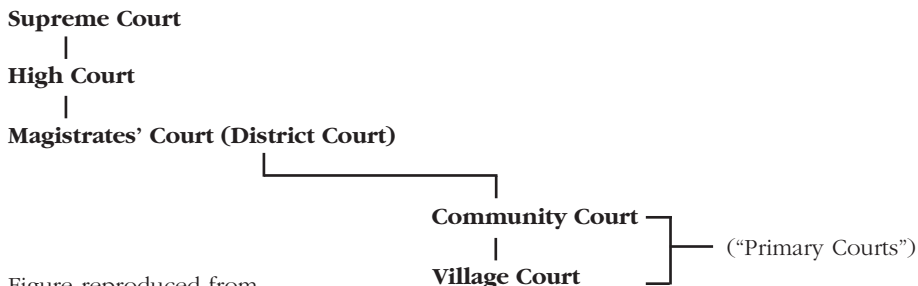 Supreme Court
High Court
Magistrates’ Court (District Court)
Community Court
(“Primary Courts”)
Village Court
Figure reproduced from